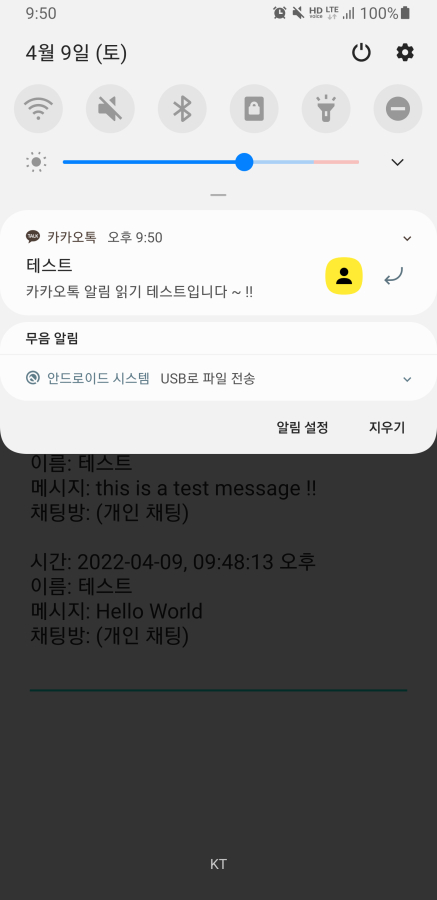 9:50 HD VOICE LTE 100%
4월 9일 (토)
TALK 카카오톡 오후 9:50
테스트
카카오톡 알림 읽기 테스트입니다 ~ !!
무음 알림
안드로이드 시스템 USB로 파일 전송
알림 설정 지우기
이름: 테스트
메시지: this is a test message !!
채팅방: (개인 채팅)
시간: 2022-04-09, 09:48:13 오후
이름: 테스트
메시지: Hello World
채팅방: (개인 채팅)
KT